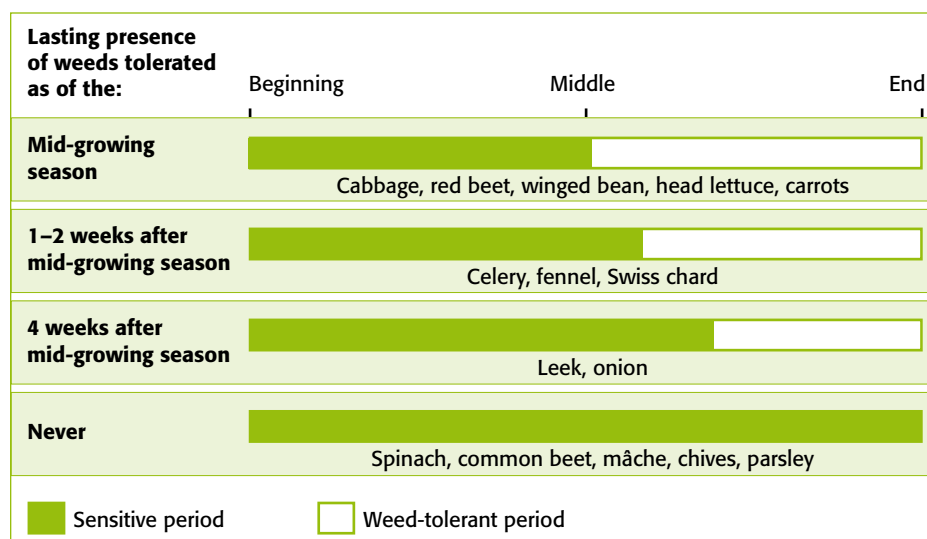 Lasting presence
of weeds tolerated
as of the:
Beginning
Middle
End
Mid-growing
season
Cabbage, red beet, winged bean, head lettuce, carrots
1–2 weeks after
mid-growing season
Celery, fennel, Swiss chard
4 weeks after
mid-growing season
Leek, onion
Never
Spinach, common beet, mâche, chives, parsley
Sensitive period
Weed-tolerant period